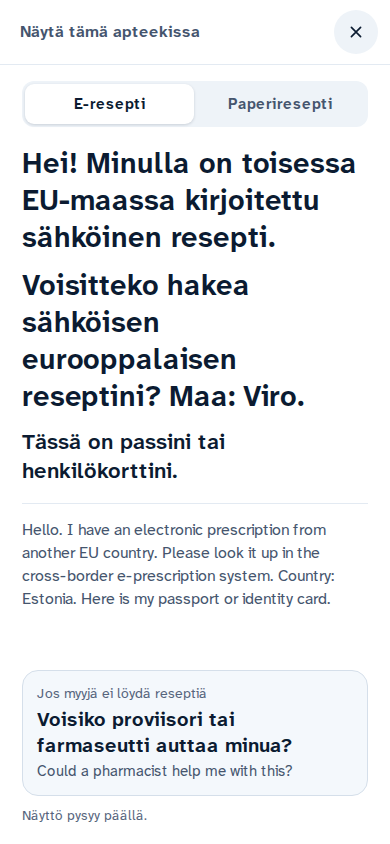 Näytä tämä apteekissa
E-resepti
Paperiresepti
Hei! Minulla on toisessa
EU-maassa kirjoitettu
sähköinen resepti.
Voisitteko hakea
sähköisen
eurooppalaisen
reseptini? Maa: Viro.
Tässä on passini tai
henkilökorttini.
Hello. I have an electronic prescription from
another EU country. Please look it up in the
cross-border e-prescription system. Country:
Estonia. Here is my passport or identity card.
Jos myyjä ei löydä reseptiä
Voisiko proviisori tai
farmaseutti auttaa minua?
Could a pharmacist help me with this?
Näyttö pysyy päällä.